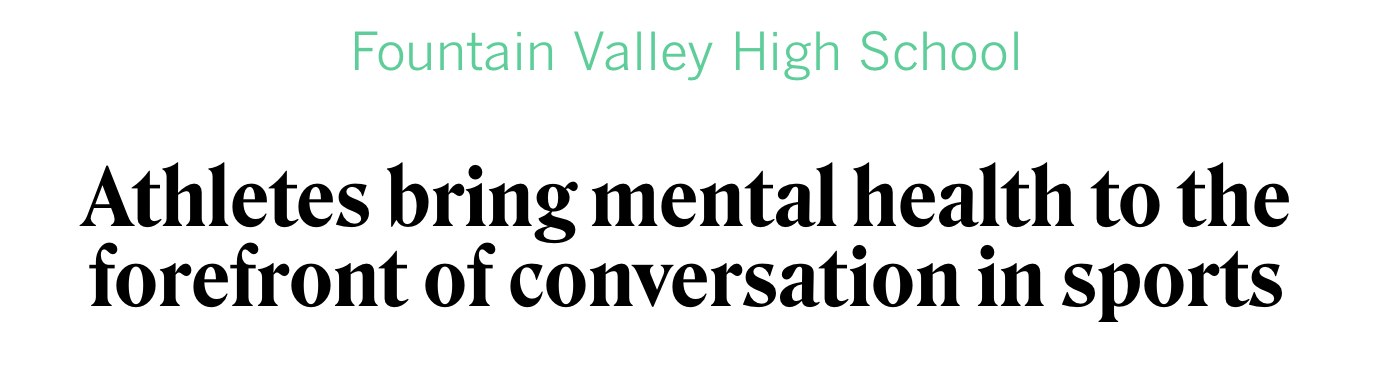 Fountain Valley High School
Athletes bring mental health to the
forefront of conversation in sports